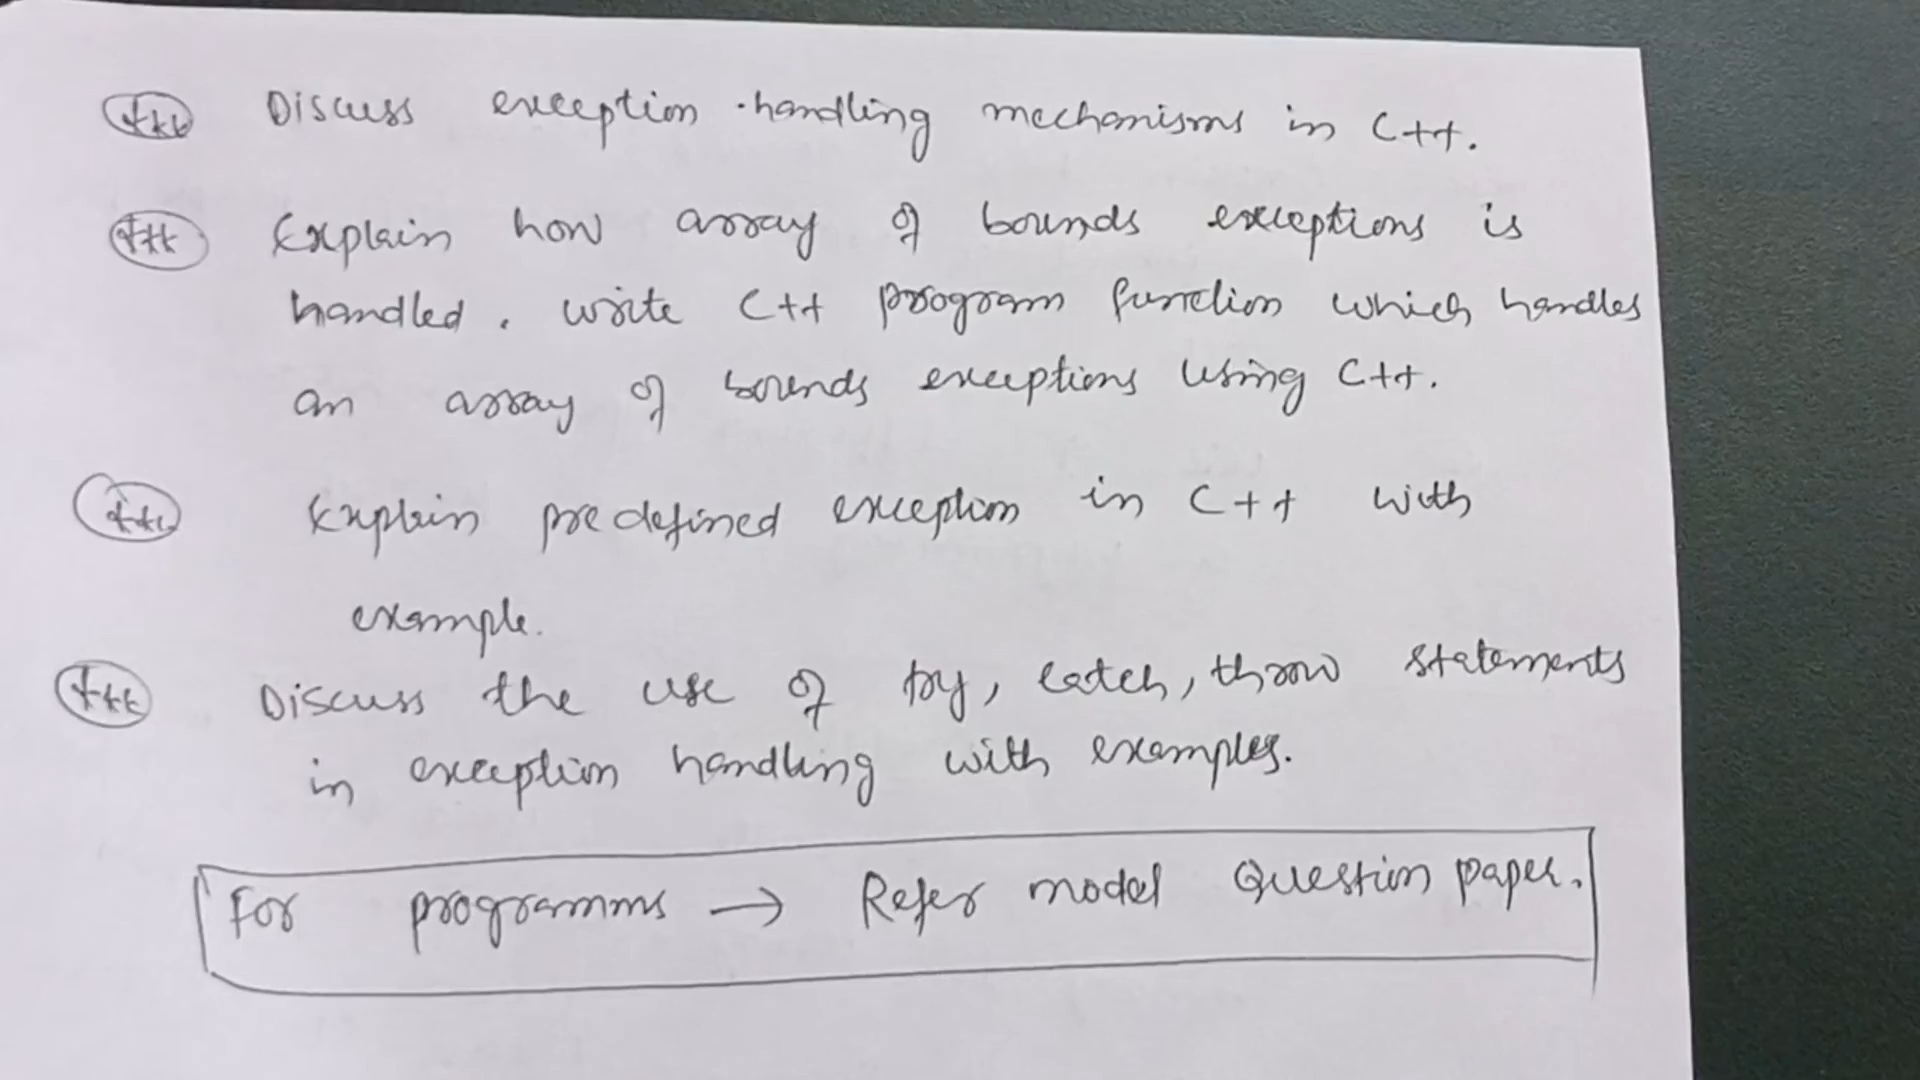 *** Discuss exception handling mechanisms in C++.
*** Explain how array of bounds exceptions is
handled. write C++ program function which handles
an array of bounds exceptions using C++.
*** Explain predefined exception in C++ with
example.
*** Discuss the use of try, catch, throw statements
in exception handling with examples.
For programms → Refer model Question paper.